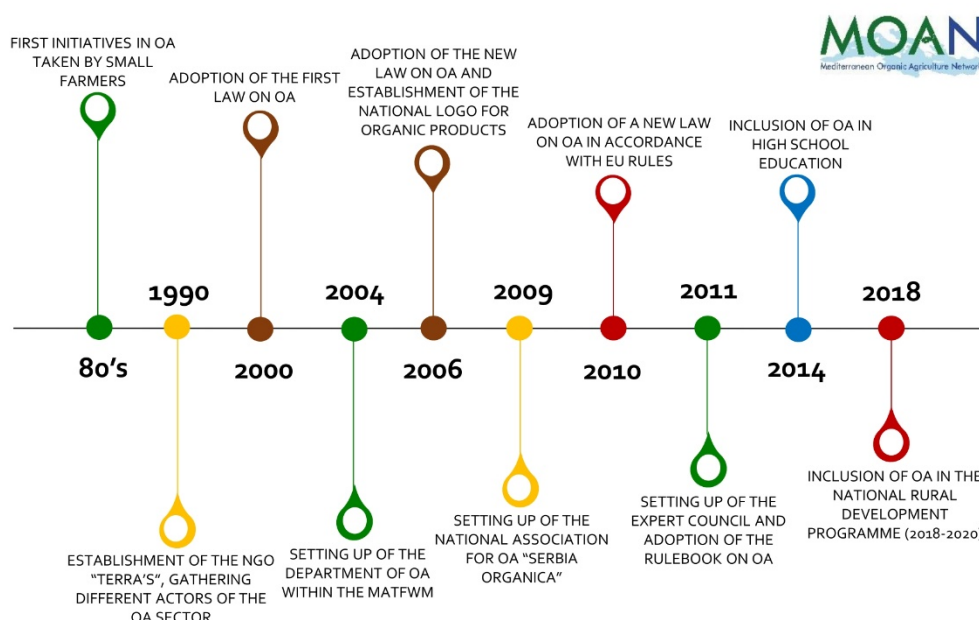 MOAN
Mediterranean Organic Agriculture Network
FIRST INITIATIVES IN OA
TAKEN BY SMALL
FARMERS
ADOPTION OF THE FIRST
LAW ON OA
ADOPTION OF THE NEW
LAW ON OA AND
ESTABLISHMENT OF THE
NATIONAL LOGO FOR
ORGANIC PRODUCTS
ADOPTION OF A NEW LAW
ON OA IN ACCORDANCE
WITH EU RULES
INCLUSION OF OA IN
HIGH SCHOOL
EDUCATION
1990
2004
2009
2011
2018
80's
2000
2006
2010
2014
ESTABLISHMENT OF THE NGO
"TERRA'S", GATHERING
DIFFERENT ACTORS OF THE
OA SECTOR
SETTING UP OF THE
DEPARTMENT OF OA
WITHIN THE MATFWM
SETTING UP OF THE
NATIONAL ASSOCIATION
FOR OA "SERBIA
ORGANICA"
SETTING UP OF THE
EXPERT COUNCIL AND
ADOPTION OF THE
RULEBOOK ON OA
INCLUSION OF OA IN THE
NATIONAL RURAL
DEVELOPMENT
PROGRAMME (2018-2020)